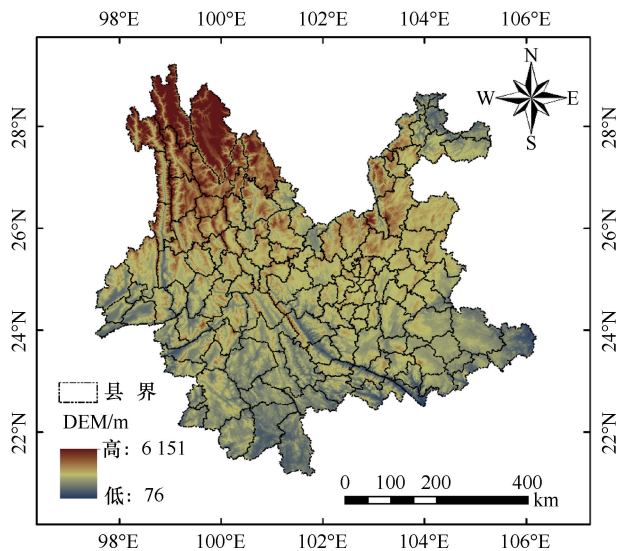 98°E 100°E 102°E 104°E 106°E
N
W E
S
28°N 28°N
26°N 26°N
24°N 24°N
22°N 22°N
县 界
DEM/m
高: 6 151
低: 76
0 100 200 400
km
98°E 100°E 102°E 104°E 106°E